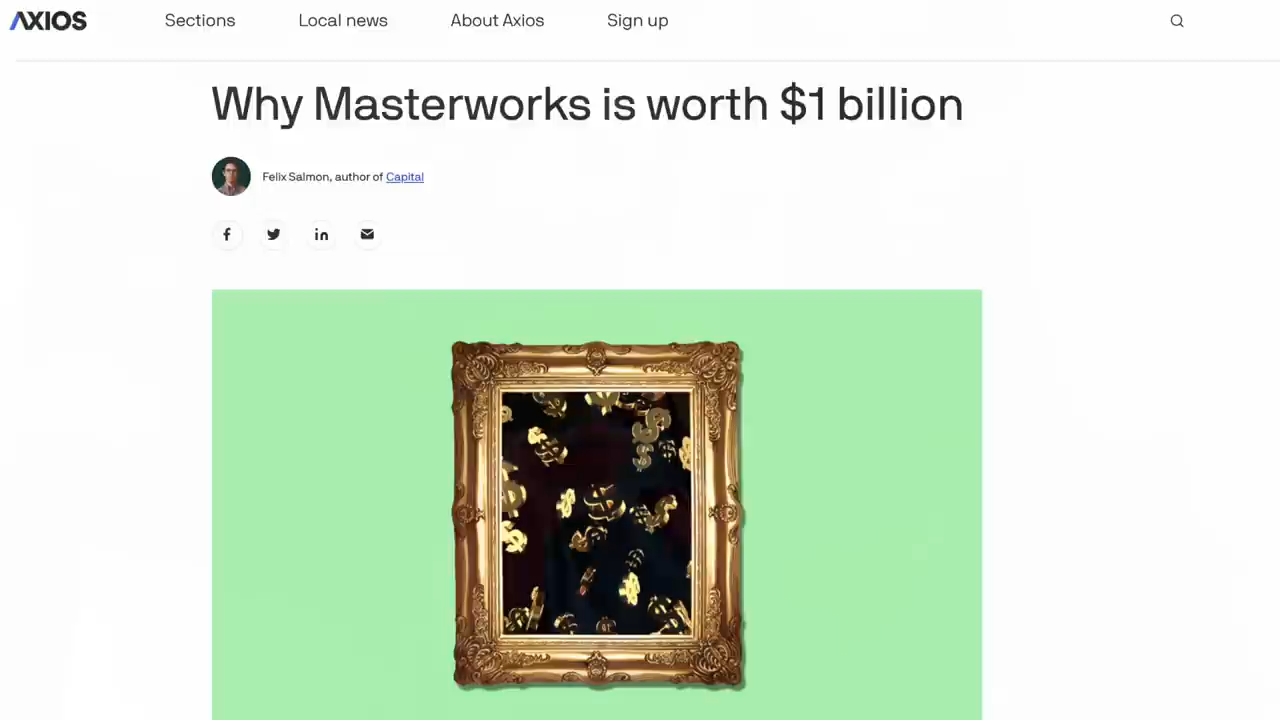 AXIOS Sections Local news About Axios Sign up
Why Masterworks is worth $1 billion
Felix Salmon, author of Capital